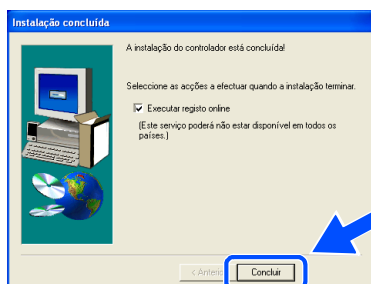 Instalação concluída
A instalação do controlador está concluída!
Seleccione as acções a efectuar quando a instalação terminar.
Executar registo online
(Este serviço poderá não estar disponível em todos os
países.)
< Anterio
Concluir